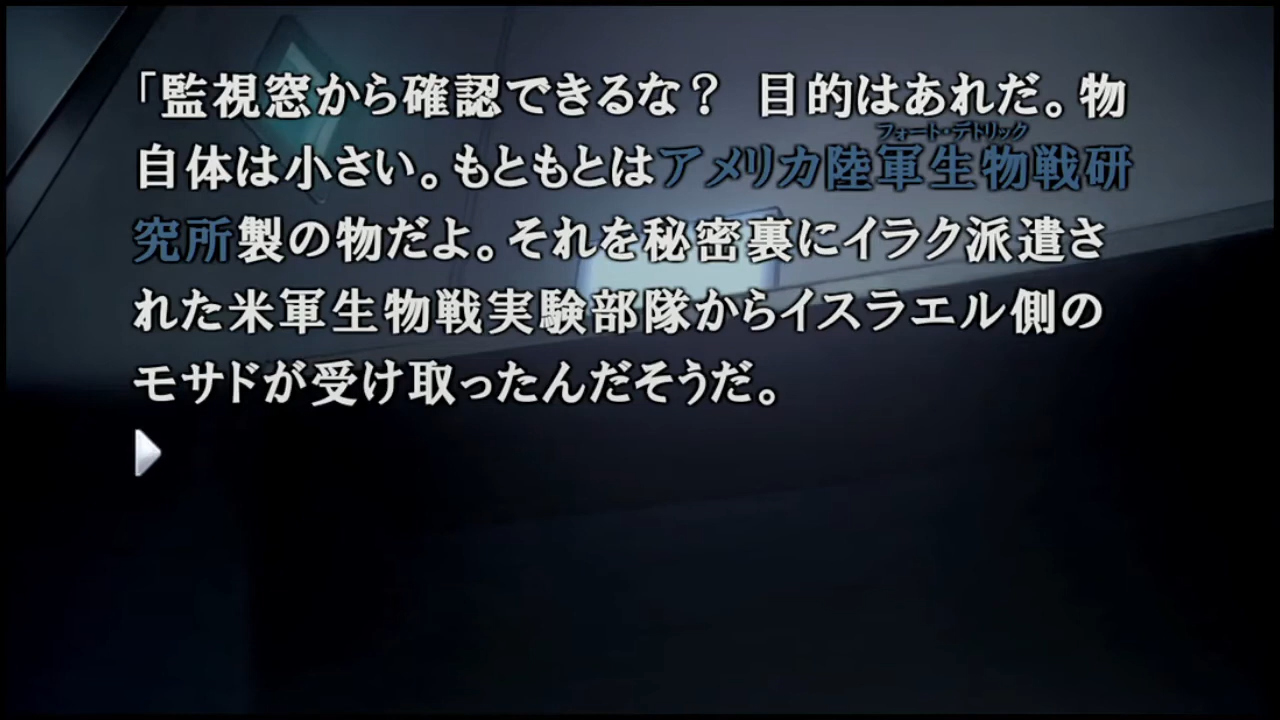 「監視窓から確認できるな？　目的はあれだ。物
フォート・デトリック
自体は小さい。もともとはアメリカ陸軍生物戦研
究所製の物だよ。それを秘密裏にイラク派遣さ
れた米軍生物戦実験部隊からイスラエル側の
モサドが受け取ったんだそうだ。